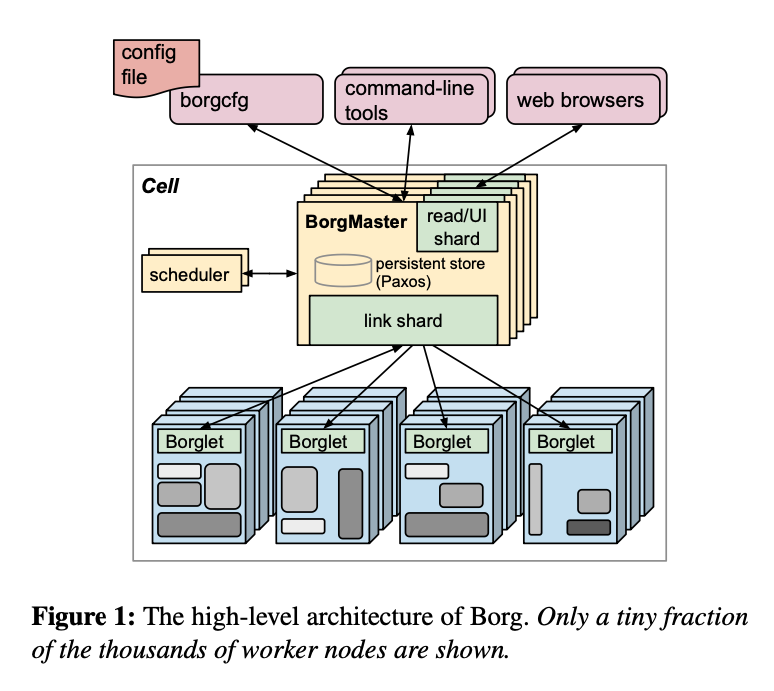 config
file
borgcfg
command-line
tools
web browsers
Cell
BorgMaster
read/UI
shard
persistent store
(Paxos)
scheduler
link shard
Borglet
Borglet
Borglet
Borglet
Figure 1: The high-level architecture of Borg. Only a tiny fraction
of the thousands of worker nodes are shown.